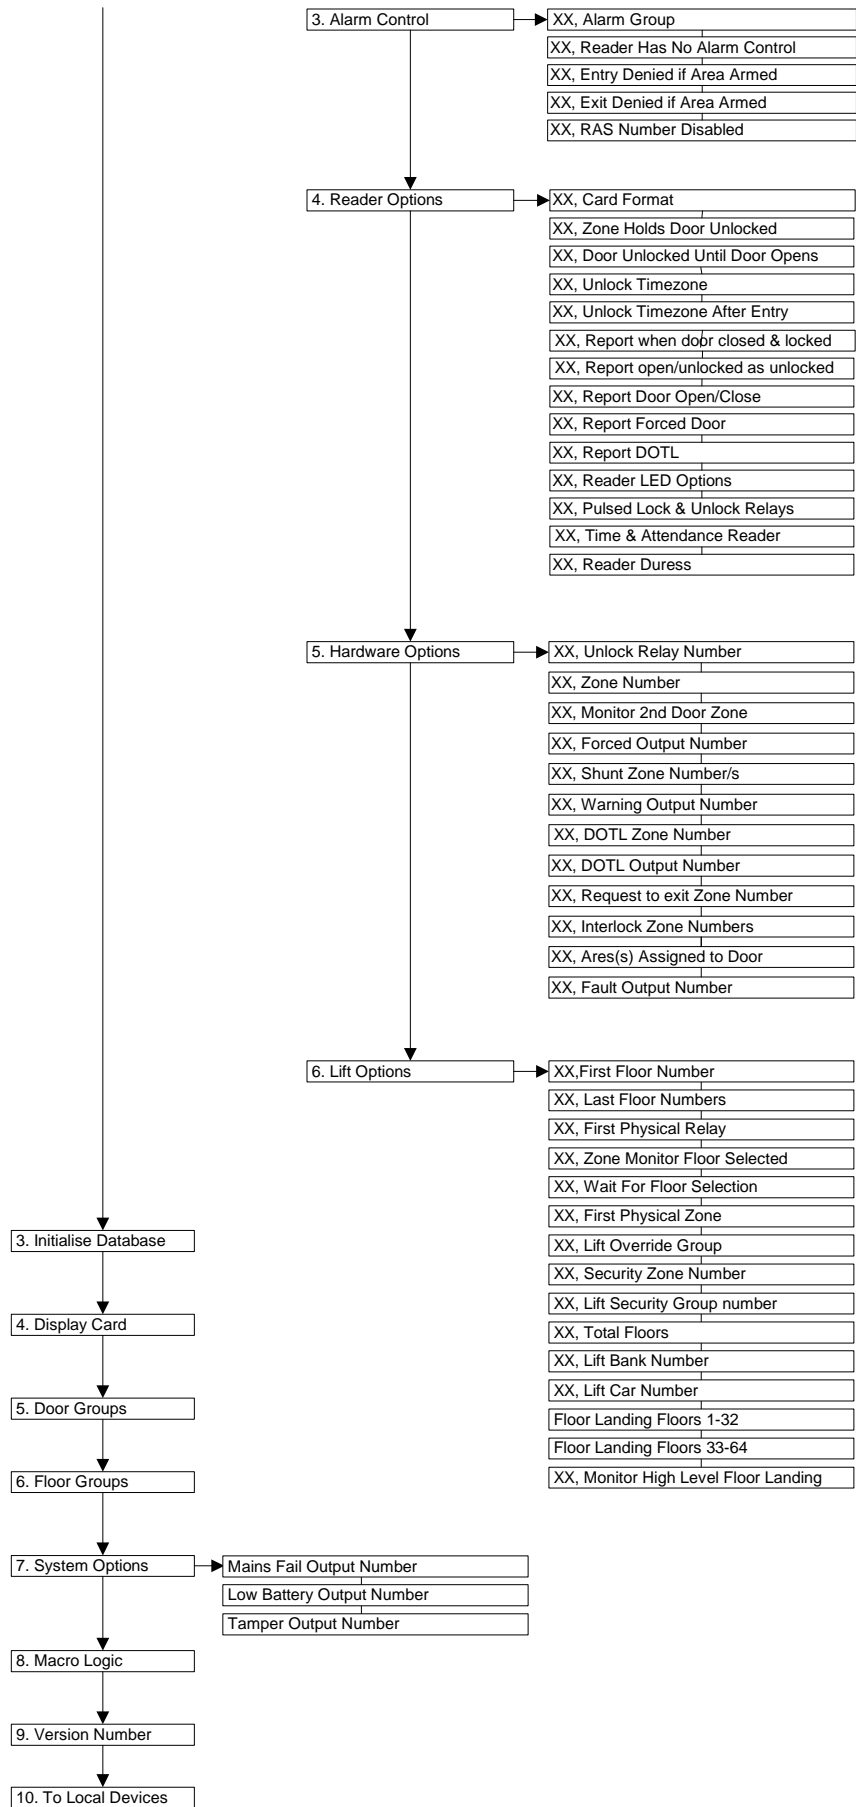 3. Alarm Control
XX, Alarm Group
XX, Reader Has No Alarm Control
XX, Entry Denied if Area Armed
XX, Exit Denied if Area Armed
XX, RAS Number Disabled
4. Reader Options
XX, Card Format
XX, Zone Holds Door Unlocked
XX, Door Unlocked Until Door Opens
XX, Unlock Timezone
XX, Unlock Timezone After Entry
XX, Report when door closed & locked
XX, Report open/unlocked as unlocked
XX, Report Door Open/Close
XX, Report Forced Door
XX, Report DOTL
XX, Reader LED Options
XX, Pulsed Lock & Unlock Relays
XX, Time & Attendance Reader
XX, Reader Duress
5. Hardware Options
XX, Unlock Relay Number
XX, Zone Number
XX, Monitor 2nd Door Zone
XX, Forced Output Number
XX, Shunt Zone Number/s
XX, Warning Output Number
XX, DOTL Zone Number
XX, DOTL Output Number
XX, Request to exit Zone Number
XX, Interlock Zone Numbers
XX, Ares(s) Assigned to Door
XX, Fault Output Number
6. Lift Options
XX,First Floor Number
XX, Last Floor Numbers
XX, First Physical Relay
XX, Zone Monitor Floor Selected
XX, Wait For Floor Selection
XX, First Physical Zone
XX, Lift Override Group
XX, Security Zone Number
XX, Lift Security Group number
XX, Total Floors
XX, Lift Bank Number
XX, Lift Car Number
Floor Landing Floors 1-32
Floor Landing Floors 33-64
XX, Monitor High Level Floor Landing
3. Initialise Database
4. Display Card
5. Door Groups
6. Floor Groups
7. System Options
Mains Fail Output Number
Low Battery Output Number
Tamper Output Number
8. Macro Logic
9. Version Number
10. To Local Devices